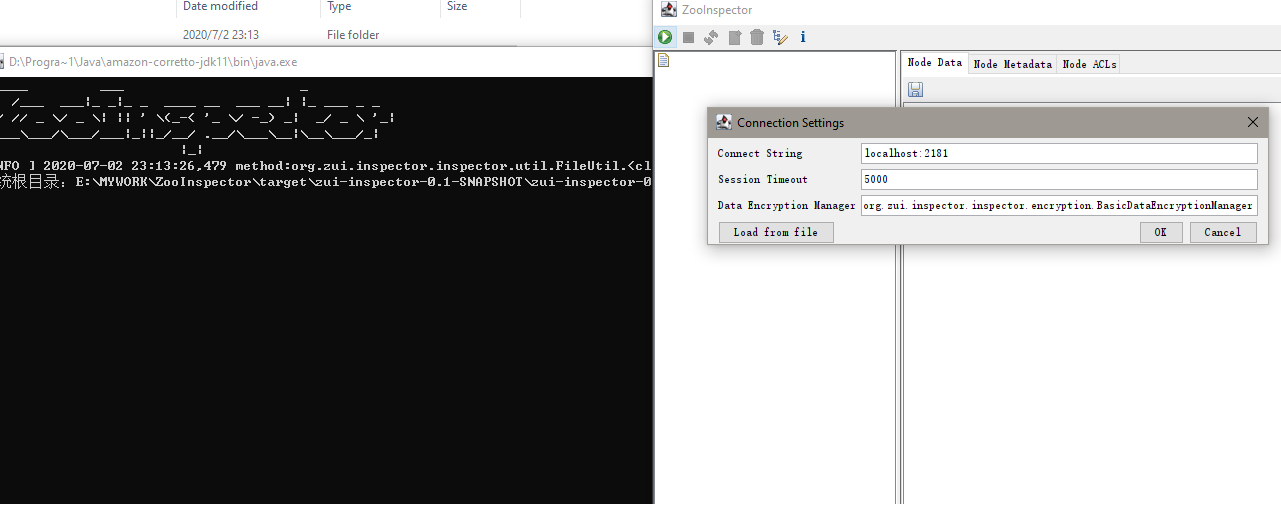 Date modified Type Size
2020/7/2 23:13 File folder
D:\Progra~1\Java\amazon-corretto-jdk11\bin\java.exe
NFO ] 2020-07-02 23:13:26,479 method:org.zui.inspector.inspector.util.FileUtil.<cl
统根目录: E:\MYWORK\ZooInspector\target\zui-inspector-0.1-SNAPSHOT\zui-inspector-0
ZooInspector
Node Data Node Metadata Node ACLs
Connection Settings
Connect String localhost:2181
Session Timeout 5000
Data Encryption Manager org.zui.inspector.inspector.encryption.BasicDataEncryptionManager
Load from file OK Cancel